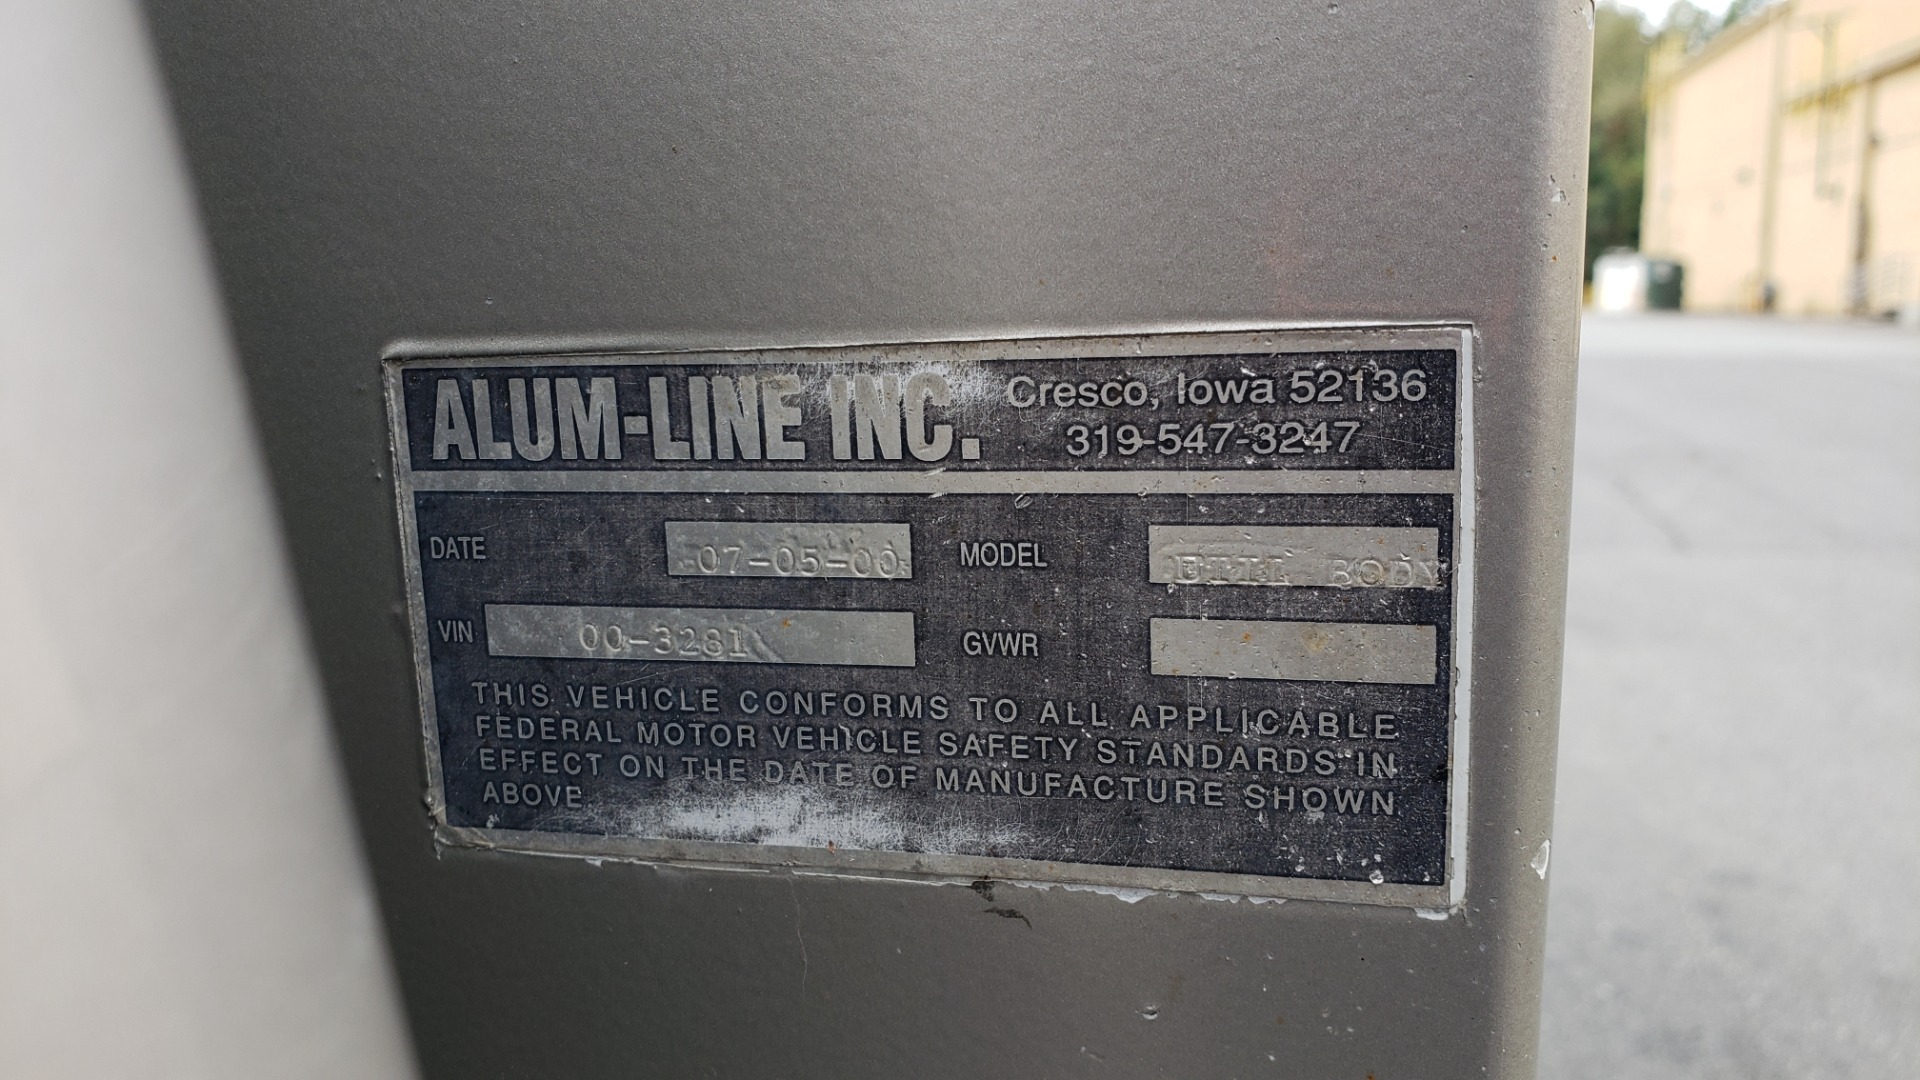 ALUM-LINE INC. Cresco, Iowa 52136
319-547-3247
DATE 07-05-00 MODEL UTIL BODY
VIN 00-3281 GVWR
THIS VEHICLE CONFORMS TO ALL APPLICABLE
FEDERAL MOTOR VEHICLE SAFETY STANDARDS IN
EFFECT ON THE DATE OF MANUFACTURE SHOWN
ABOVE.